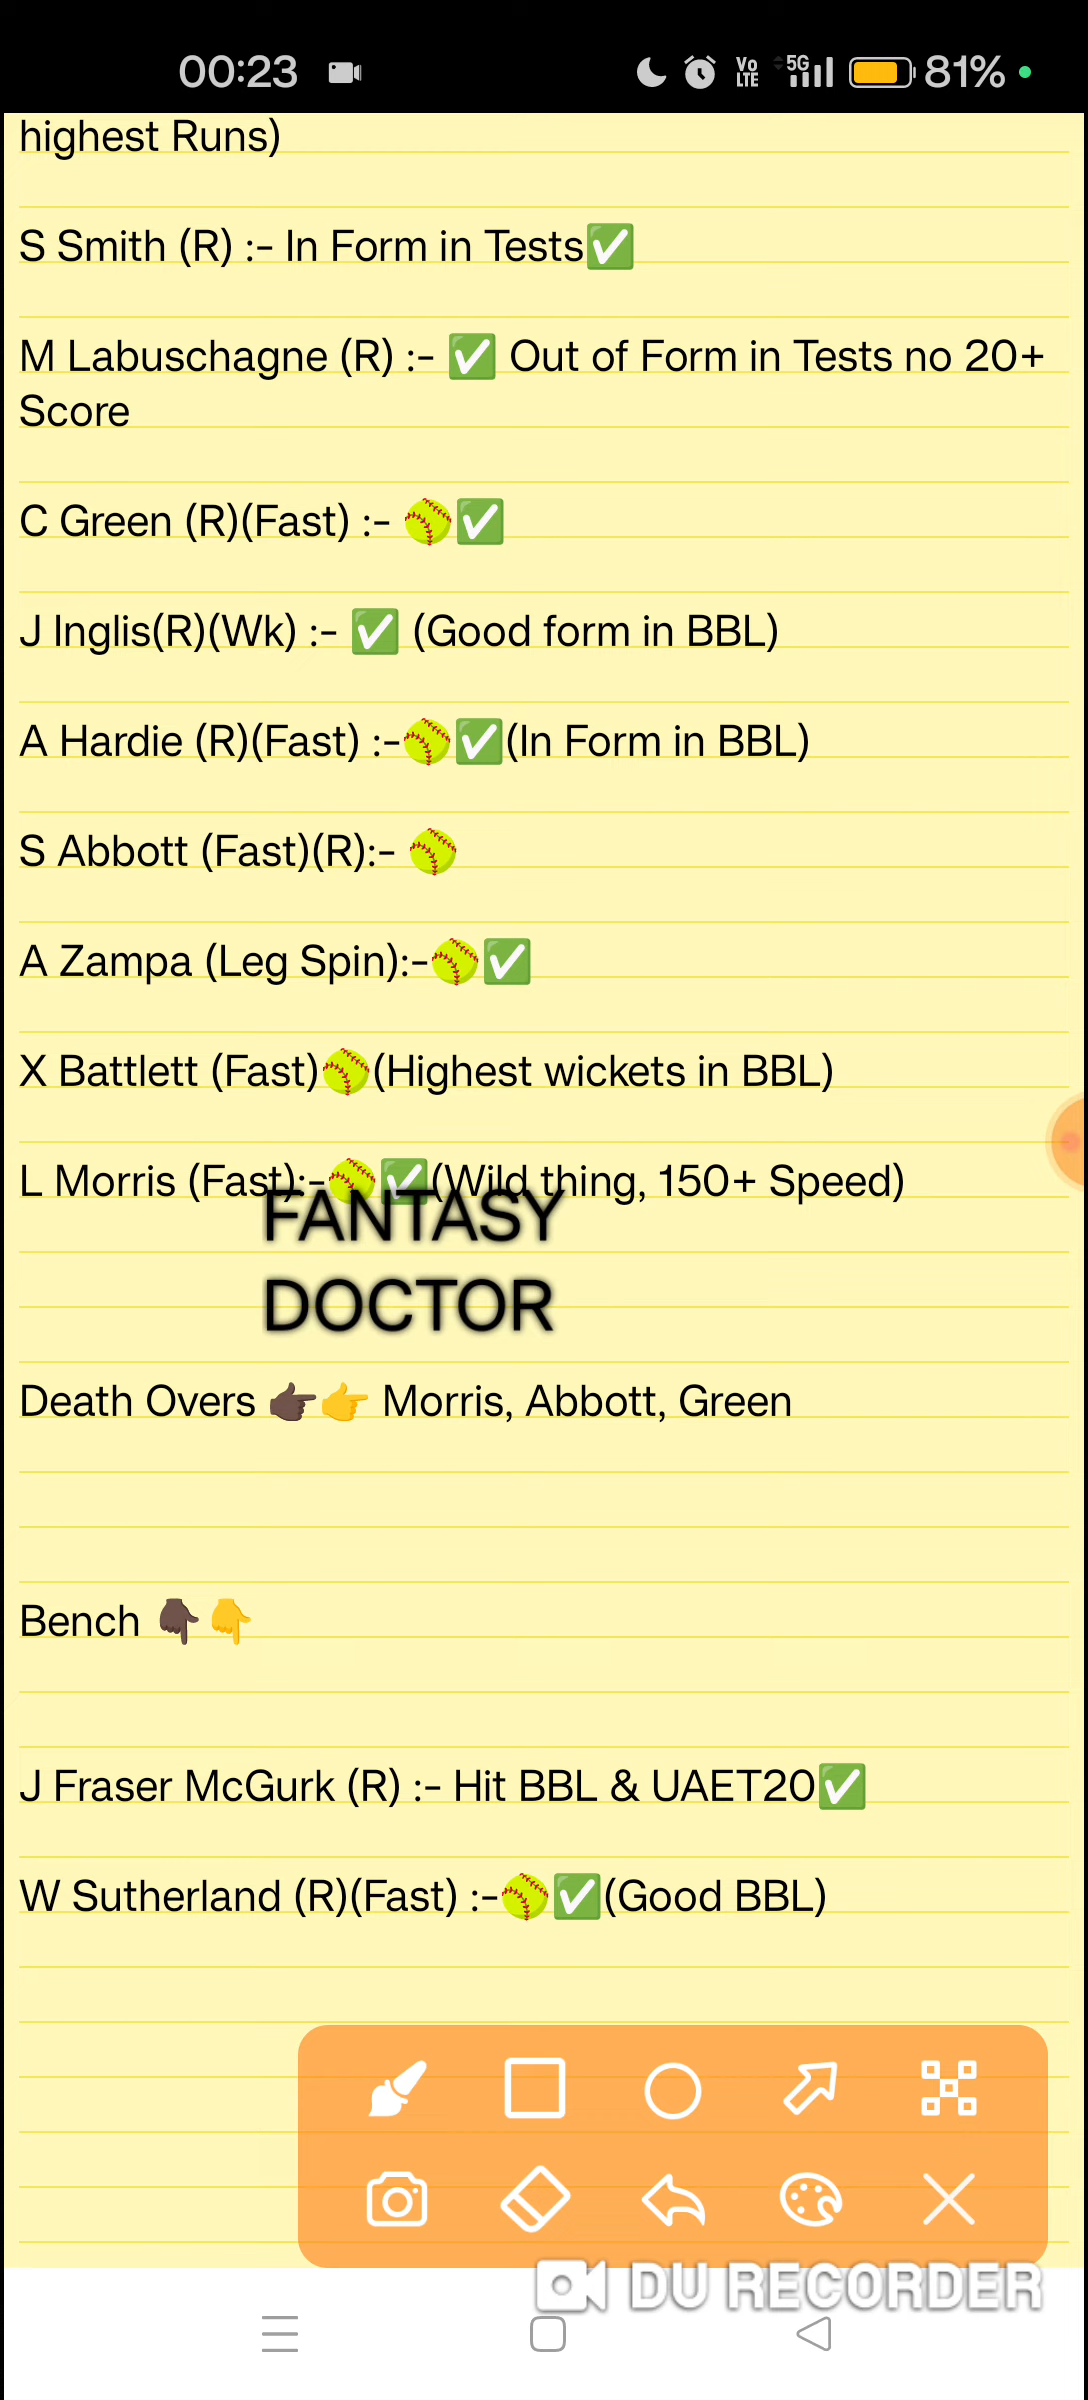 00:23 Vo LTE 5G 81%
highest Runs)
S Smith (R) :- In Form in Tests✅
M Labuschagne (R) :- ✅ Out of Form in Tests no 20+
Score
C Green (R)(Fast) :- 🥎✅
J Inglis(R)(Wk) :- ✅ (Good form in BBL)
A Hardie (R)(Fast) :-🥎✅(In Form in BBL)
S Abbott (Fast)(R):- 🥎
A Zampa (Leg Spin):-🥎✅
X Battlett (Fast)🥎(Highest wickets in BBL)
L Morris (Fast):-🥎✅(Wild thing, 150+ Speed)
FANTASY
DOCTOR
Death Overs 👉🏿👉 Morris, Abbott, Green
Bench 👇🏿👇
J Fraser McGurk (R) :- Hit BBL & UAET20✅
W Sutherland (R)(Fast) :-🥎✅(Good BBL)
DU RECORDER